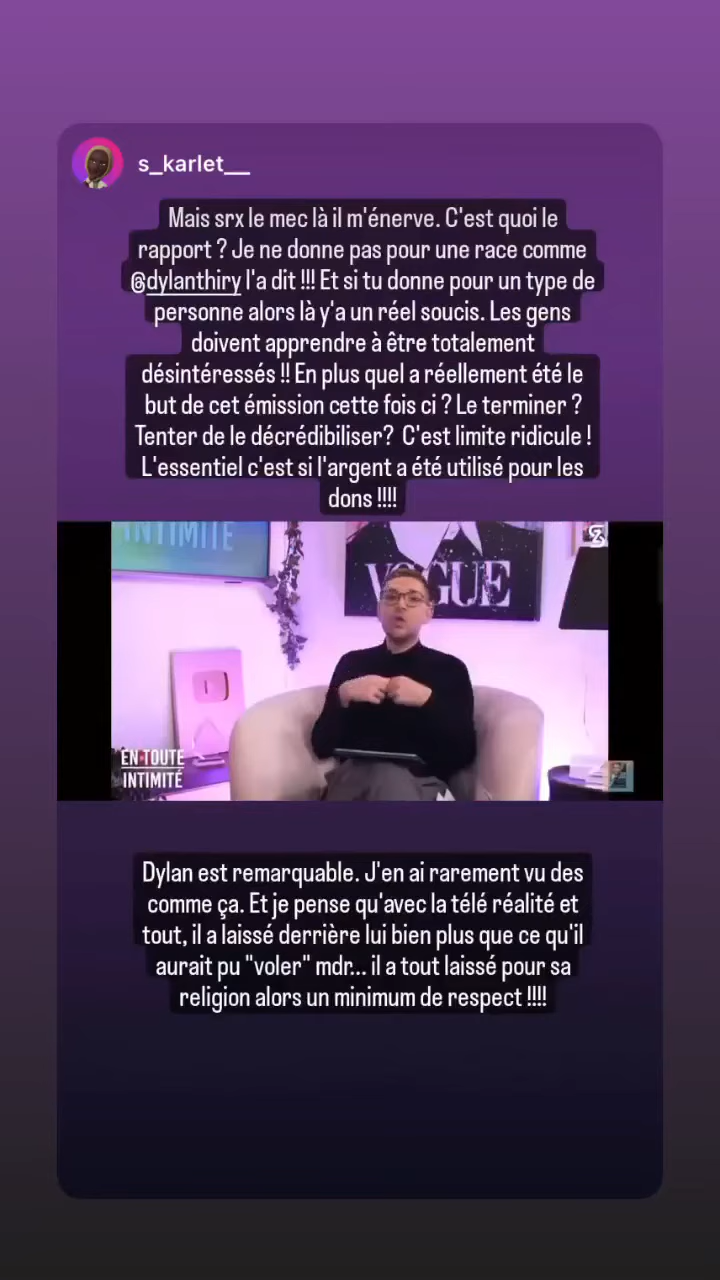 s_karlet__
Mais srx le mec là il m'énerve. C'est quoi le
rapport ? Je ne donne pas pour une race comme
@dylanthiry l'a dit !!! Et si tu donne pour un type de
personne alors là y'a un réel soucis. Les gens
doivent apprendre à être totalement
désintéressés !! En plus quel a réellement été le
but de cet émission cette fois ci ? Le terminer ?
Tenter de le décrédibiliser? C'est limite ridicule !
L'essentiel c'est si l'argent a été utilisé pour les
dons !!!!
INTIMITÉ
VOGUE
EN TOUTE
INTIMITÉ
Dylan est remarquable. J'en ai rarement vu des
comme ça. Et je pense qu'avec la télé réalité et
tout, il a laissé derrière lui bien plus que ce qu'il
aurait pu "voler" mdr... il a tout laissé pour sa
religion alors un minimum de respect !!!!